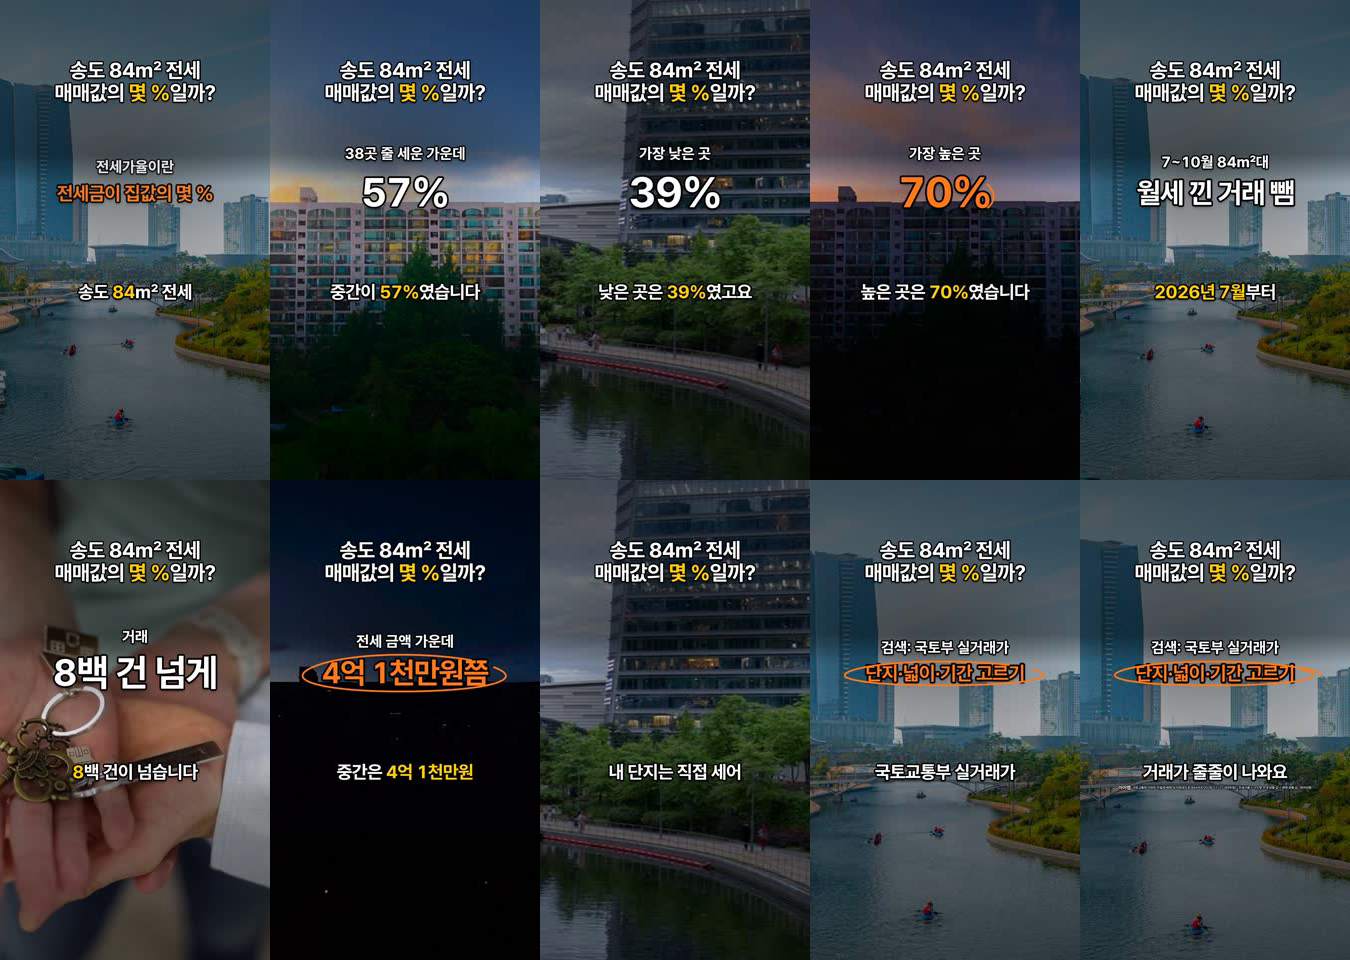 송도 84m² 전세
매매값의 몇 %일까?
전세가율이란
전세금이 집값의 몇 %
송도 84m² 전세
송도 84m² 전세
매매값의 몇 %일까?
38곳 줄 세운 가운데
57%
중간이 57%였습니다
송도 84m² 전세
매매값의 몇 %일까?
가장 낮은 곳
39%
낮은 곳은 39%였고요
송도 84m² 전세
매매값의 몇 %일까?
가장 높은 곳
70%
높은 곳은 70%였습니다
송도 84m² 전세
매매값의 몇 %일까?
7~10월 84m²대
월세 낀 거래 뺌
2026년 7월부터
송도 84m² 전세
매매값의 몇 %일까?
거래
8백 건 넘게
8백 건이 넘습니다
송도 84m² 전세
매매값의 몇 %일까?
전세 금액 가운데
4억 1천만원쯤
중간은 4억 1천만원
송도 84m² 전세
매매값의 몇 %일까?
내 단지는 직접 세어
송도 84m² 전세
매매값의 몇 %일까?
검색: 국토부 실거래가
단지·넓이·기간 고르기
국토교통부 실거래가
송도 84m² 전세
매매값의 몇 %일까?
검색: 국토부 실거래가
단지·넓이·기간 고르기
거래가 줄줄이 나와요